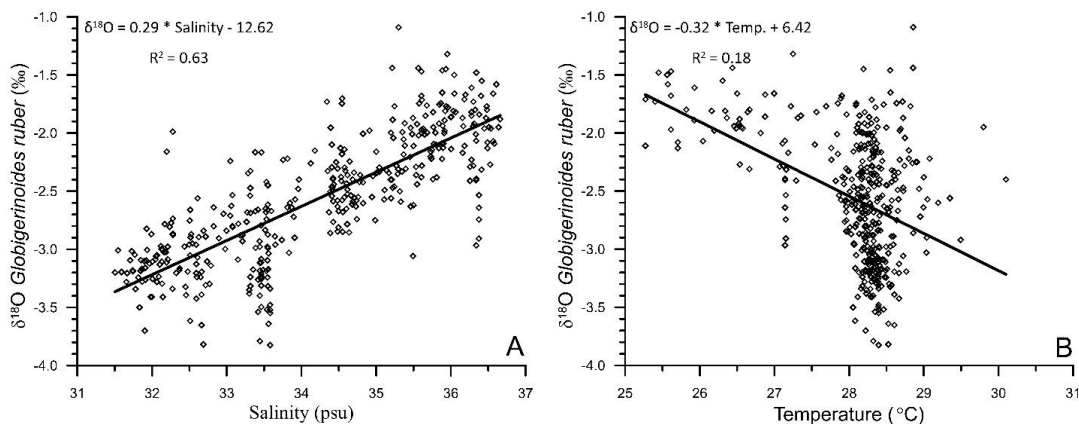 δ¹⁸O = 0.29 * Salinity - 12.62
R² = 0.63
δ¹⁸O Globigerinoides ruber (‰)
-1.0
-1.5
-2.0
-2.5
-3.0
-3.5
-4.0
A
31 32 33 34 35 36 37
Salinity (psu)
δ¹⁸O = -0.32 * Temp. + 6.42
R² = 0.18
δ¹⁸O Globigerinoides ruber (‰)
-1.0
-1.5
-2.0
-2.5
-3.0
-3.5
-4.0
B
25 26 27 28 29 30 31
Temperature (°C)